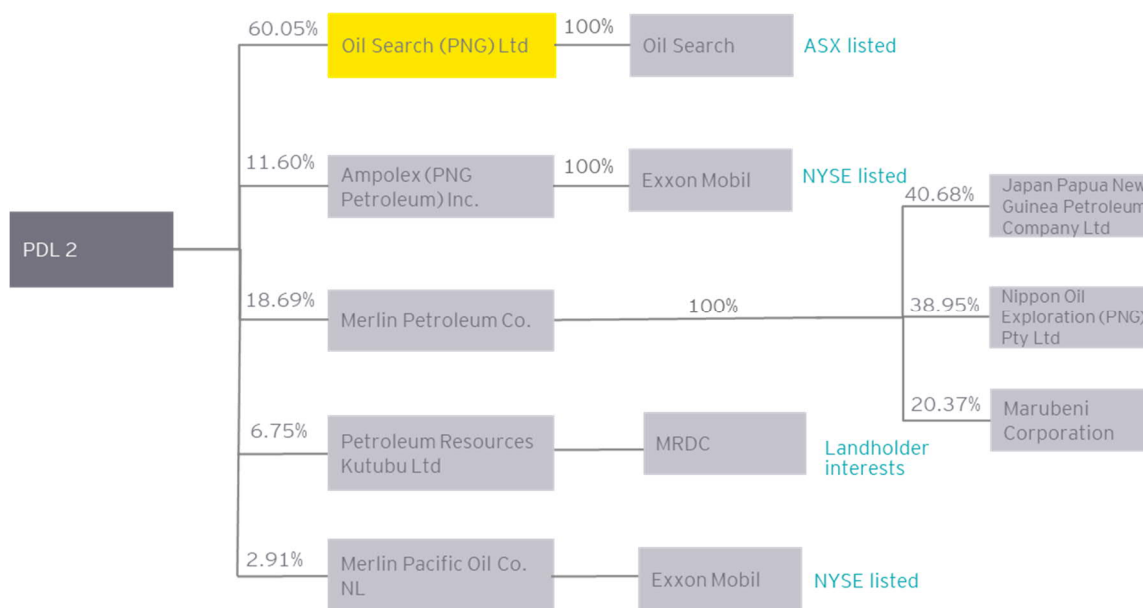 60.05%
Oil Search (PNG) Ltd
100%
Oil Search
ASX listed
11.60%
Ampolex (PNG
Petroleum) Inc.
100%
Exxon Mobil
NYSE listed
40.68%
Japan Papua New
Guinea Petroleum
Company Ltd
PDL 2
18.69%
Merlin Petroleum Co.
100%
38.95%
Nippon Oil
Exploration (PNG)
Pty Ltd
20.37%
Marubeni
Corporation
6.75%
Petroleum Resources
Kutubu Ltd
MRDC
Landholder
interests
2.91%
Merlin Pacific Oil Co.
NL
Exxon Mobil
NYSE listed